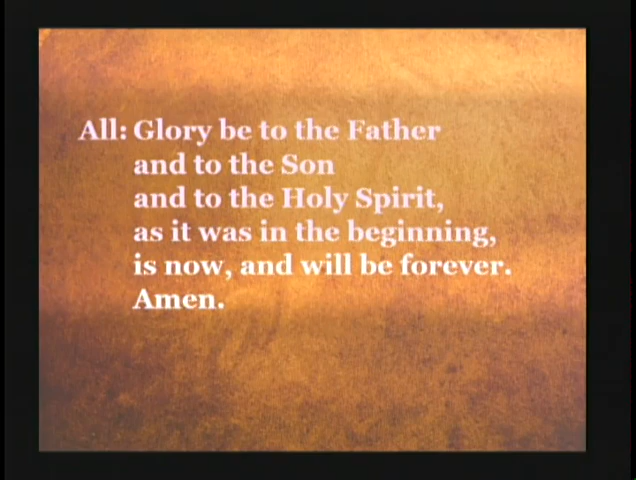 All: Glory be to the Father
and to the Son
and to the Holy Spirit,
as it was in the beginning,
is now, and will be forever.
Amen.